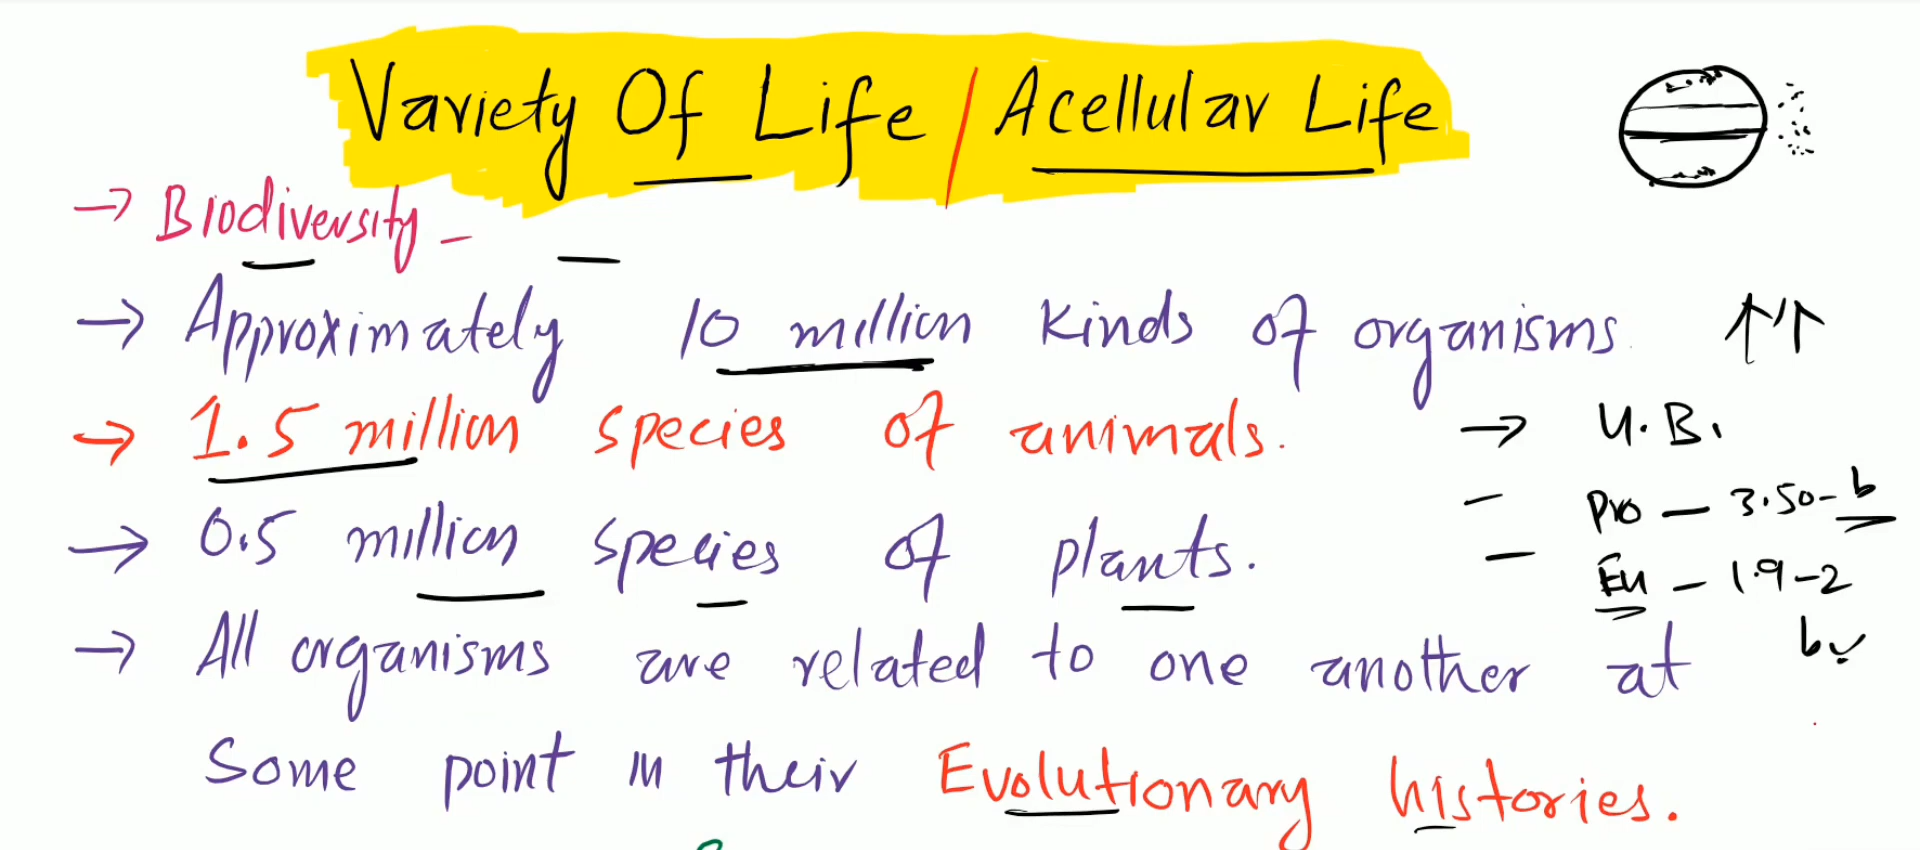 Variety Of Life / Acellular Life
→ Biodiversity -
→ Approximately 10 million kinds of organisms.
→ 1.5 million species of animals.
→ U.B.
→ 0.5 million species of plants.
- Pro - 3.50-b
- Eu - 1.9-2
b
→ All organisms are related to one another at
Some point in their Evolutionary histories.